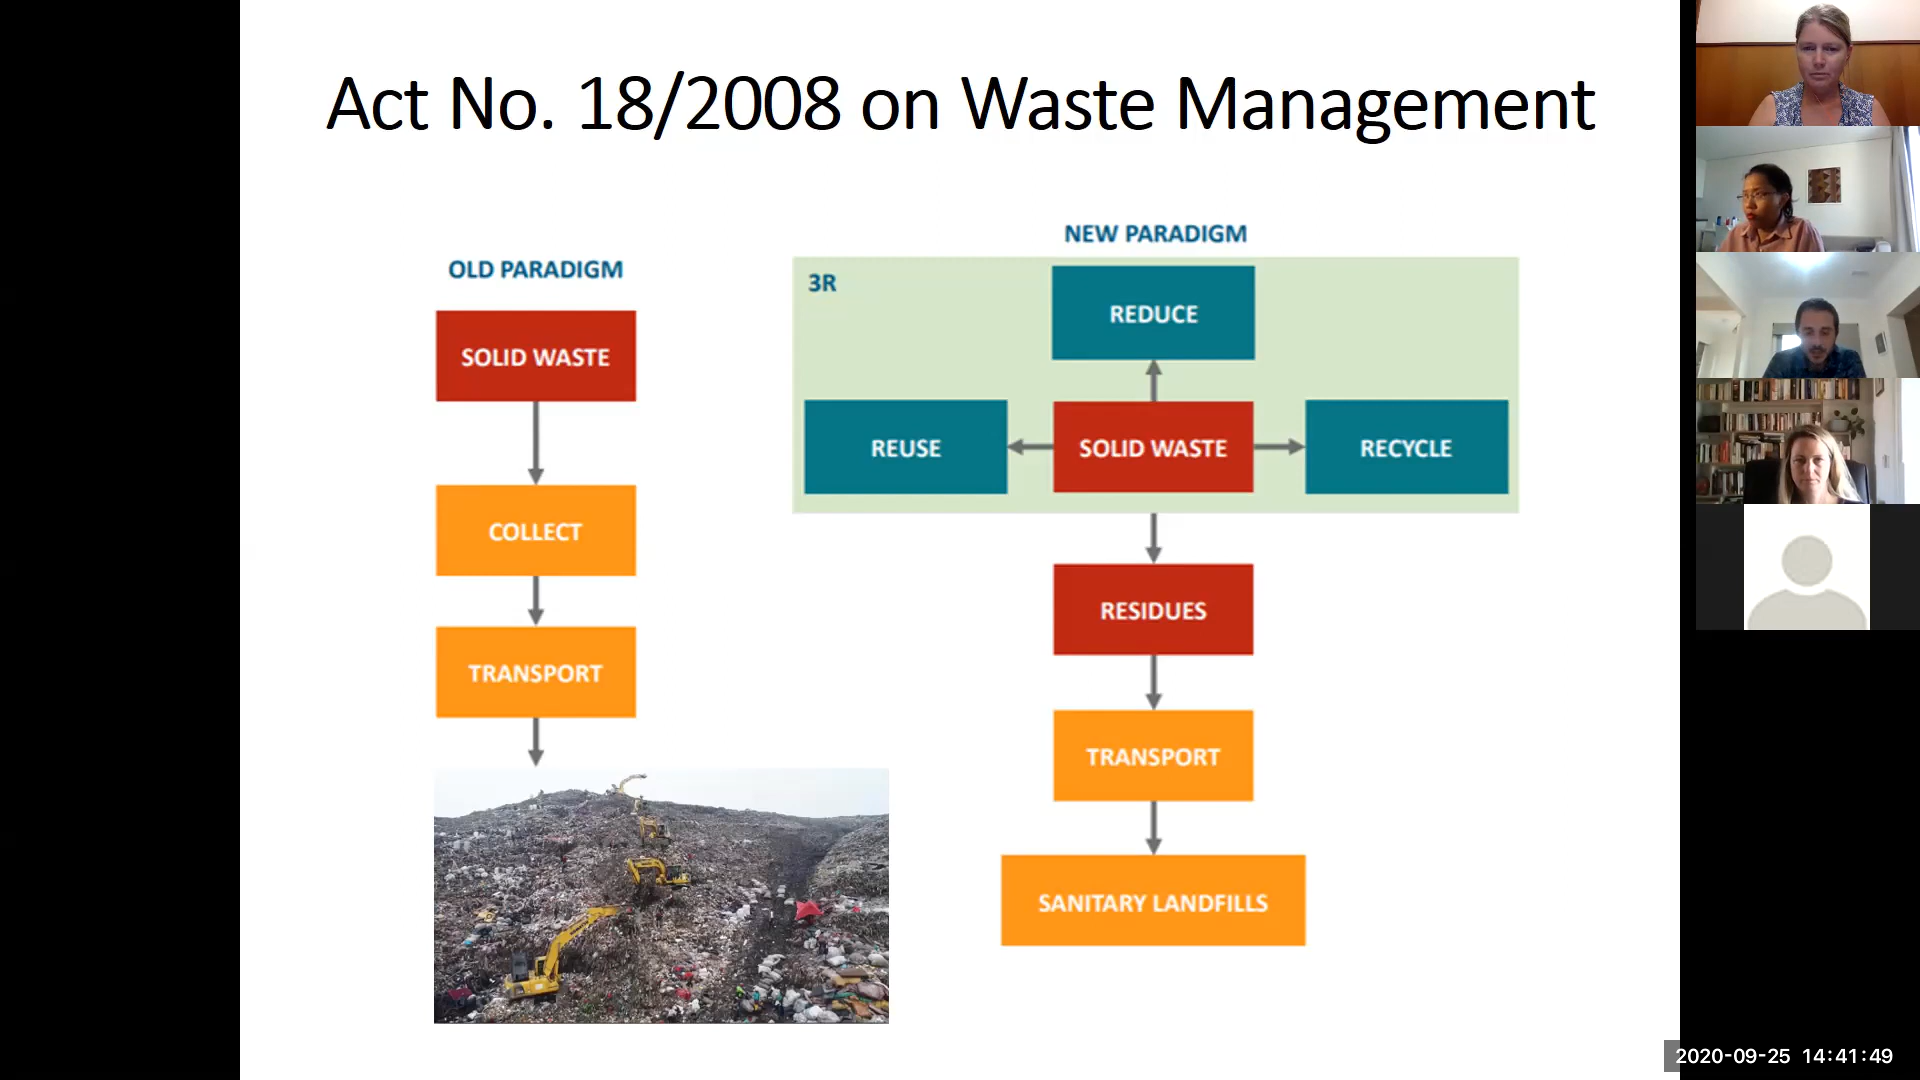 Act No. 18/2008 on Waste Management
OLD PARADIGM
SOLID WASTE
COLLECT
TRANSPORT
NEW PARADIGM
3R
REDUCE
REUSE
SOLID WASTE
RECYCLE
RESIDUES
TRANSPORT
SANITARY LANDFILLS
2020-09-25 14:41:49